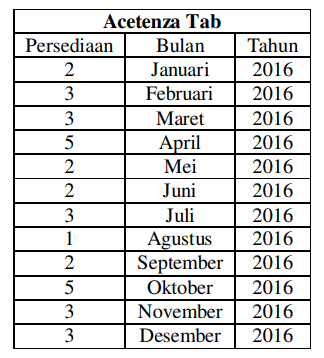 Acetenza Tab
Persediaan Bulan Tahun
2 Januari 2016
3 Februari 2016
3 Maret 2016
5 April 2016
2 Mei 2016
2 Juni 2016
3 Juli 2016
1 Agustus 2016
2 September 2016
5 Oktober 2016
3 November 2016
3 Desember 2016